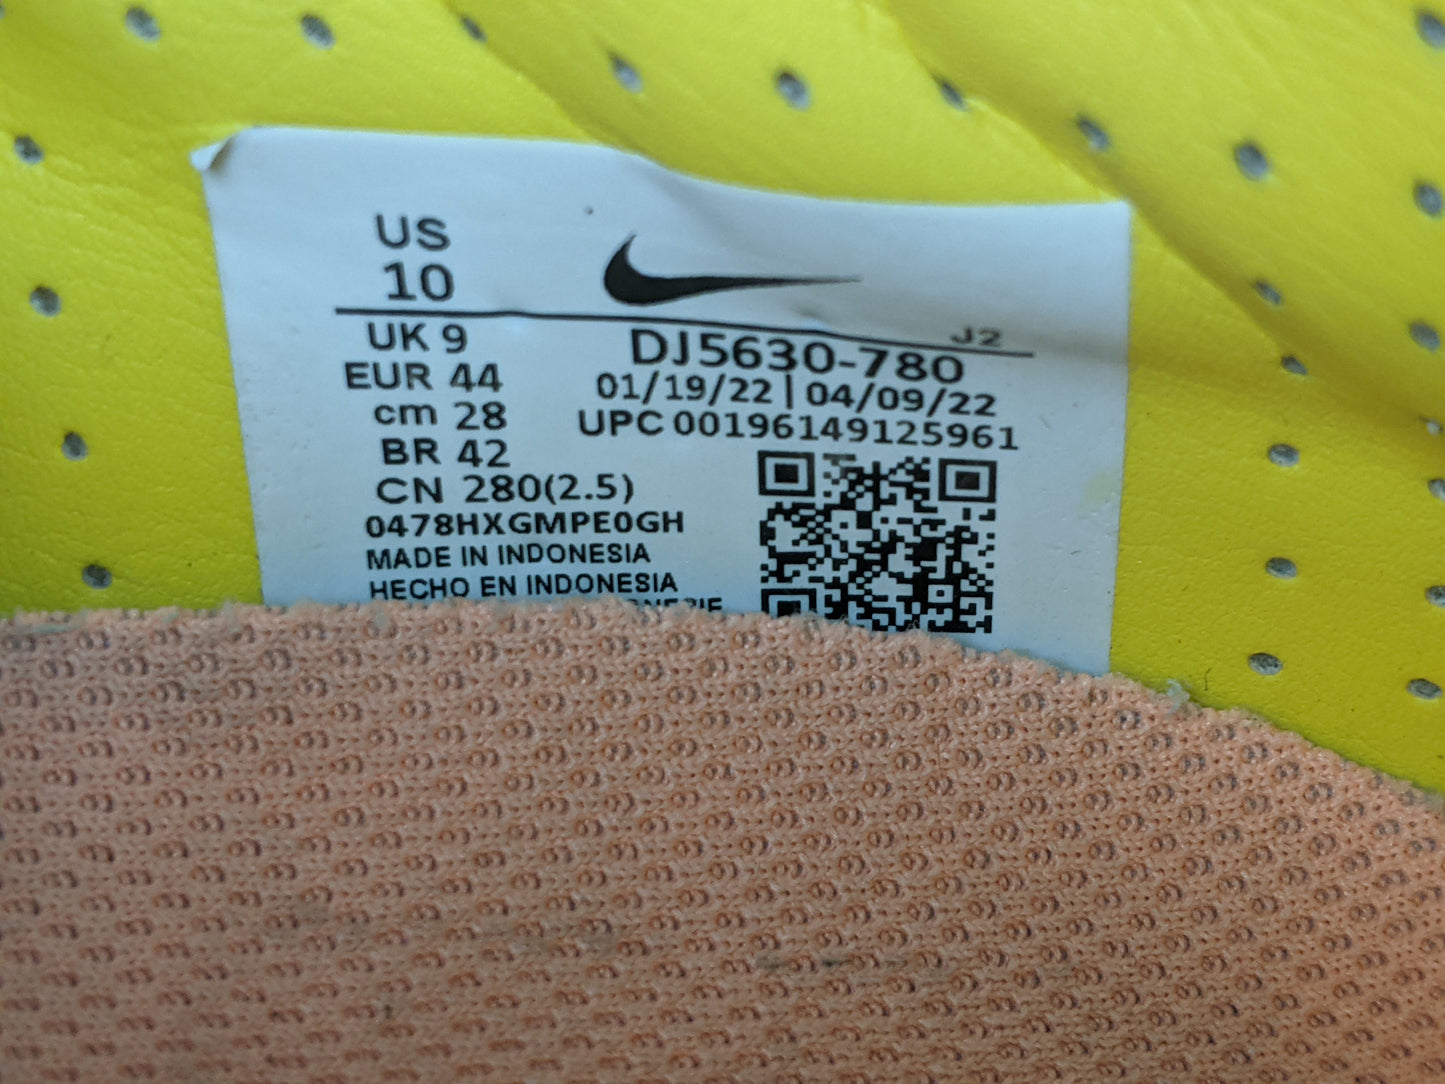 US
10
J2
UK 9
DJ5630-780
EUR 44
01/19/22 | 04/09/22
cm 28
UPC 00196149125961
BR 42
CN 280(2.5)
0478HXGMPE0GH
MADE IN INDONESIA
HECHO EN INDONESIA